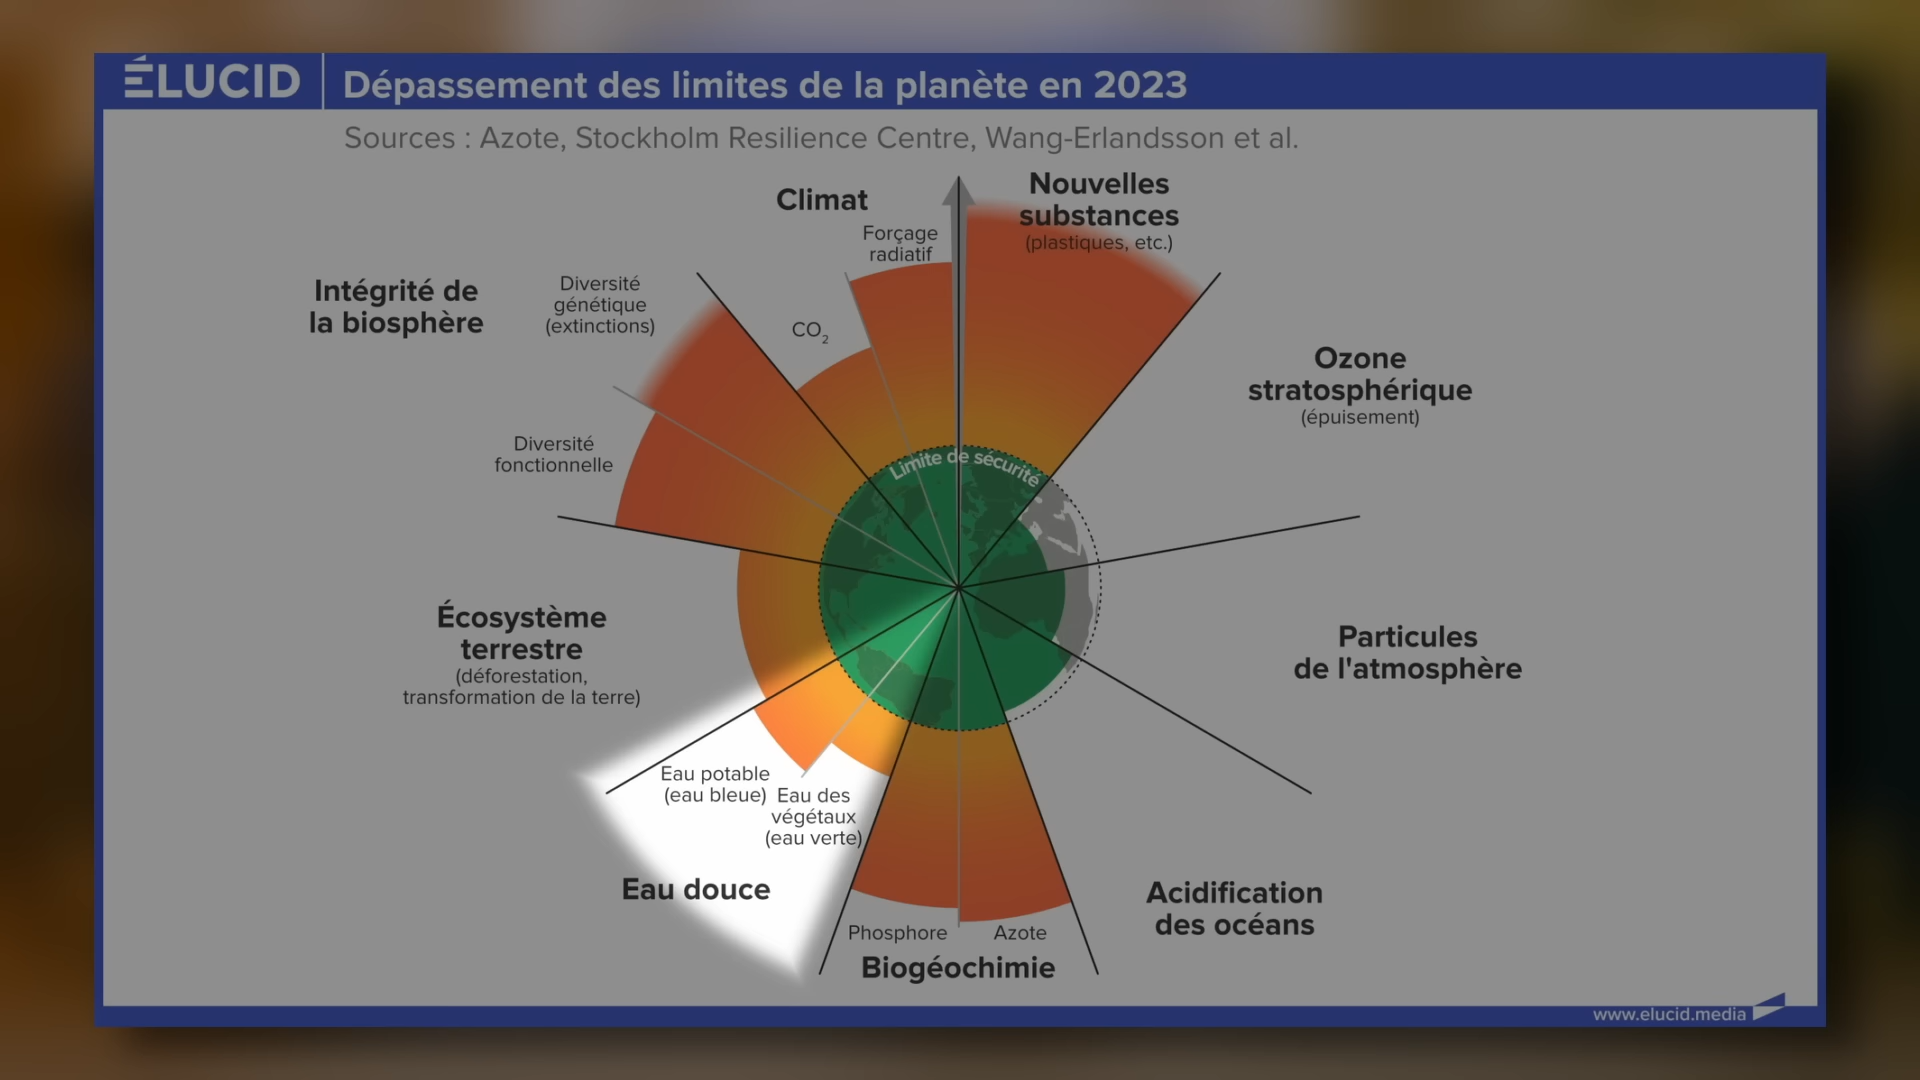 ÉLUCID
Dépassement des limites de la planète en 2023
Sources : Azote, Stockholm Resilience Centre, Wang-Erlandsson et al.
Climat
Forçage
radiatif
CO2
Nouvelles
substances
(plastiques, etc.)
Intégrité de
la biosphère
Diversité
génétique
(extinctions)
Diversité
fonctionnelle
Ozone
stratosphérique
(épuisement)
Limite de sécurité
Écosystème
terrestre
(déforestation,
transformation de la terre)
Particules
de l'atmosphère
Eau potable
(eau bleue)
Eau des
végétaux
(eau verte)
Eau douce
Phosphore
Azote
Biogéochimie
Acidification
des océans
www.elucid.media